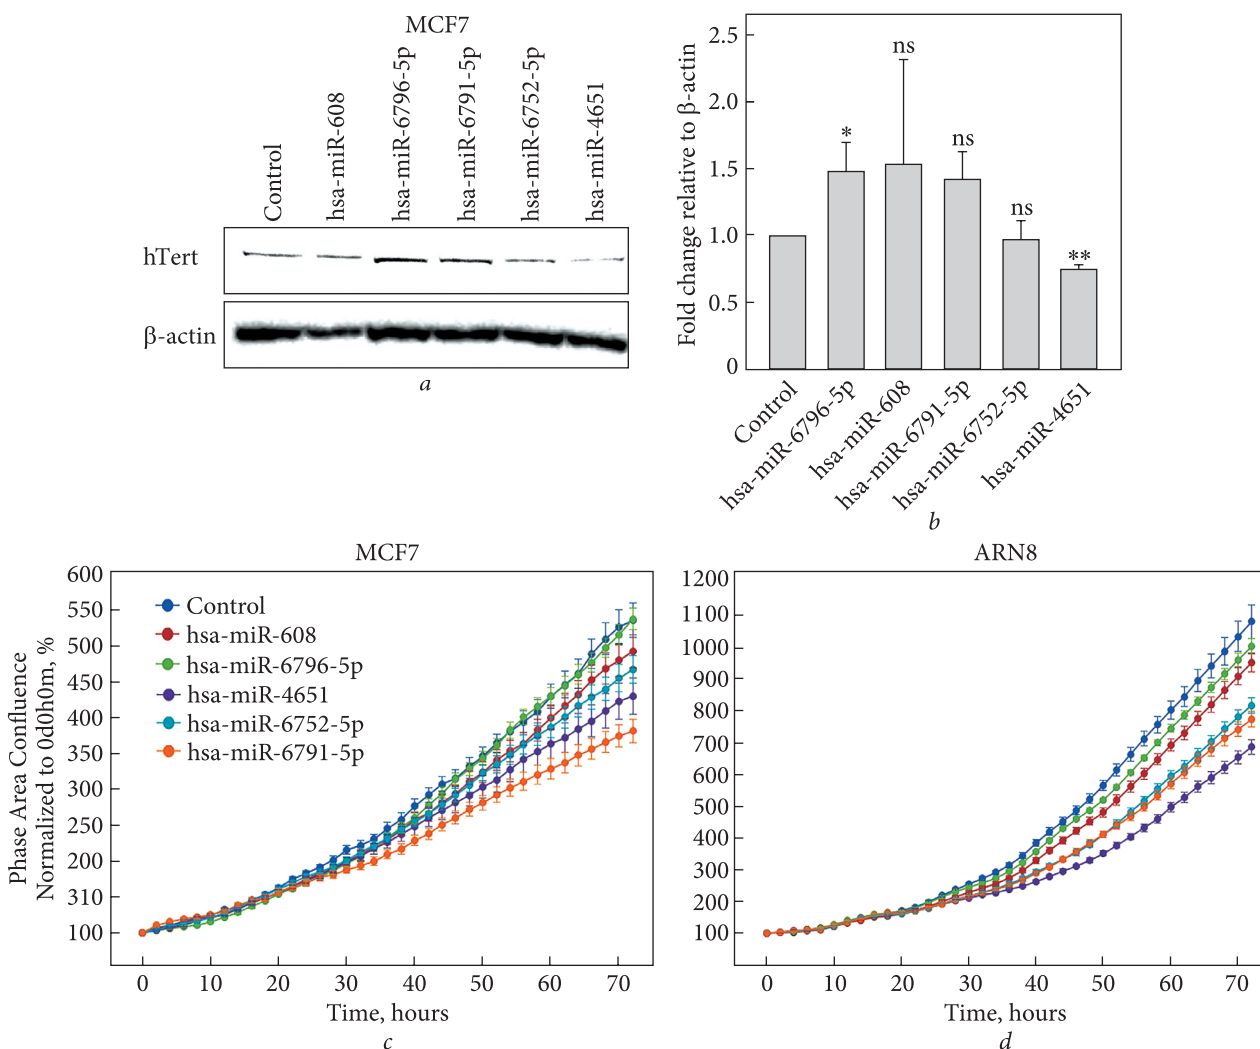 MCF7
Control
hsa-miR-608
hsa-miR-6796-5p
hsa-miR-6791-5p
hsa-miR-6752-5p
hsa-miR-4651
hTert
β-actin
a
Fold change relative to β-actin
2.5
2.0
1.5
1.0
0.5
0
*
ns
ns
ns
**
Control
hsa-miR-6796-5p
hsa-miR-608
hsa-miR-6791-5p
hsa-miR-6752-5p
hsa-miR-4651
b
MCF7
Phase Area Confluence
Normalized to 0d0h0m, %
600
550
500
450
400
350
300
250
200
310
100
Control
hsa-miR-608
hsa-miR-6796-5p
hsa-miR-4651
hsa-miR-6752-5p
hsa-miR-6791-5p
0 10 20 30 40 50 60 70
Time, hours
c
ARN8
1200
1000
900
800
700
600
500
400
300
200
100
0 10 20 30 40 50 60 70
Time, hours
d